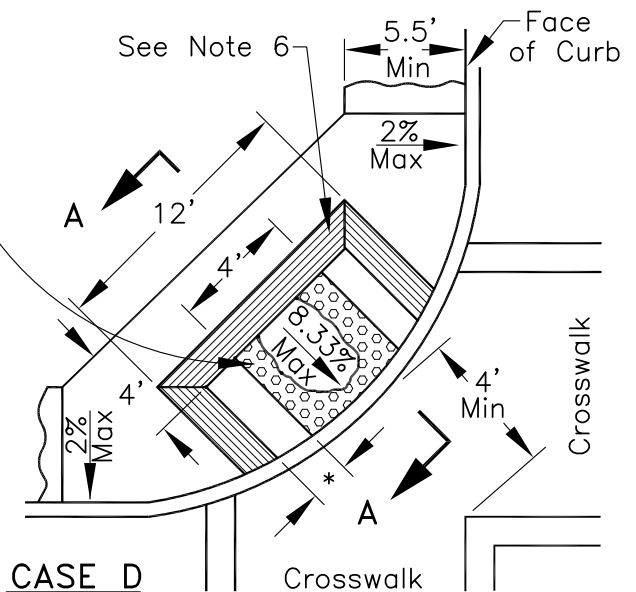 See Note 6
5.5'
Min
Face
of Curb
2%
Max
A
12'
4'
8.33%
Max
4'
2%
Max
4'
Min
Crosswalk
*
A
CASE D
Crosswalk